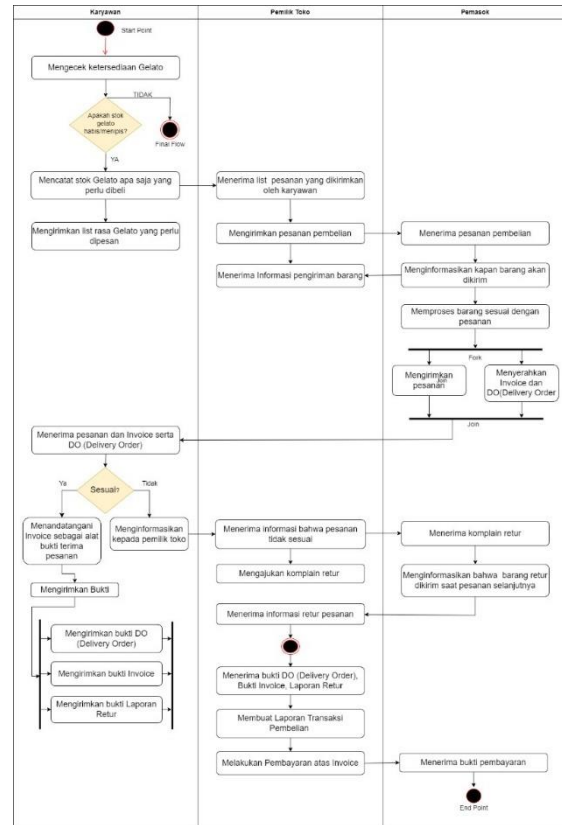 Karyawan
Pemilik Toko
Pemasok
Start Point
Mengecek ketersediaan Gelato
TIDAK
Apakah stok
gelato
habis/menipis?
Final Flow
YA
Mencatat stok Gelato apa saja yang
perlu dibeli
Menerima list pesanan yang dikirimkan
oleh karyawan
Mengirimkan list rasa Gelato yang perlu
dipesan
Mengirimkan pesanan pembelian
Menerima pesanan pembelian
Menerima Informasi pengiriman barang
Menginformasikan kapan barang akan
dikirim
Memproses barang sesuai dengan
pesanan
Fork
Mengirimkan
pesanan
Join
Menyerahkan
Invoice dan
DO(Delivery Order
Join
Menerima pesanan dan Invoice serta
DO (Delivery Order)
Ya
Sesuai?
Tidak
Menandatangani
Invoice sebagai alat
bukti terima
pesanan
Menginformasikan
kepada pemilik toko
Menerima informasi bahwa pesanan
tidak sesuai
Menerima komplain retur
Mengajukan komplain retur
Menginformasikan bahwa barang retur
dikirim saat pesanan selanjutnya
Mengirimkan Bukti
Menerima informasi retur pesanan
Mengirimkan bukti DO
(Delivery Order)
Mengirimkan bukti Invoice
Mengirimkan bukti Laporan
Retur
Menerima bukti DO (Delivery Order),
Bukti Invoice, Laporan Retur
Membuat Laporan Transaksi
Pembelian
Melakukan Pembayaran atas Invoice
Menerima bukti pembayaran
End Point